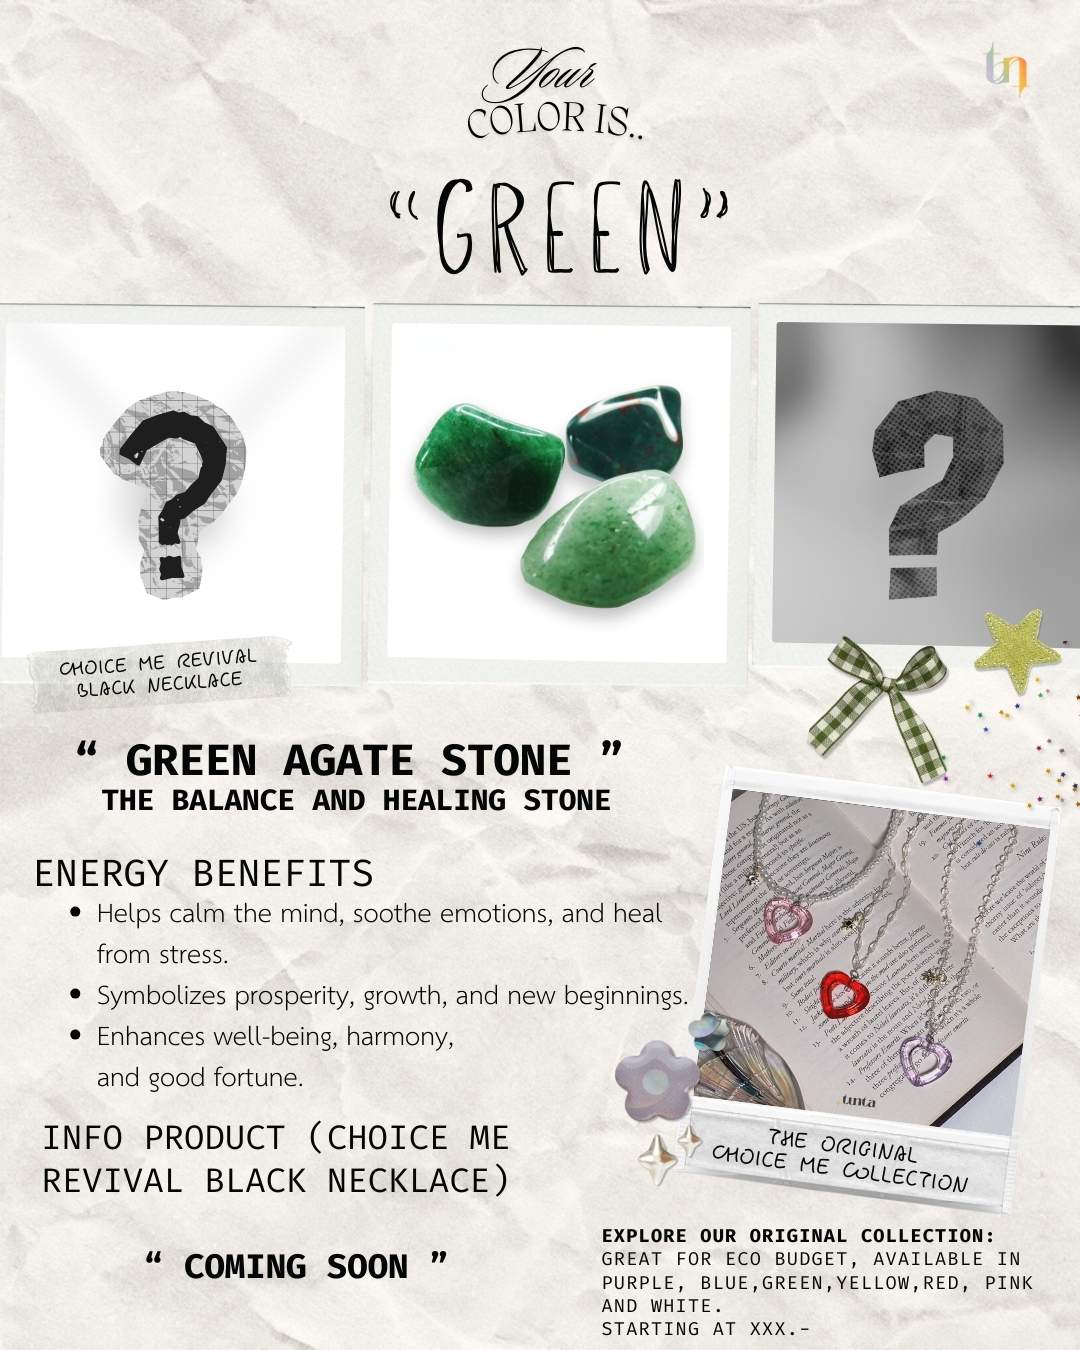 Your
COLOR IS..
tn
“GREEN”
CHOICE ME REVIVAL
BLACK NECKLACE
“ GREEN AGATE STONE ”
THE BALANCE AND HEALING STONE
ENERGY BENEFITS
• Helps calm the mind, soothe emotions, and heal
from stress.
• Symbolizes prosperity, growth, and new beginnings.
• Enhances well-being, harmony,
and good fortune.
INFO PRODUCT (CHOICE ME
REVIVAL BLACK NECKLACE)
“ COMING SOON ”
.tunta
THE ORIGINAL
CHOICE ME COLLECTION
EXPLORE OUR ORIGINAL COLLECTION:
GREAT FOR ECO BUDGET, AVAILABLE IN
PURPLE, BLUE,GREEN,YELLOW,RED, PINK
AND WHITE.
STARTING AT XXX.-